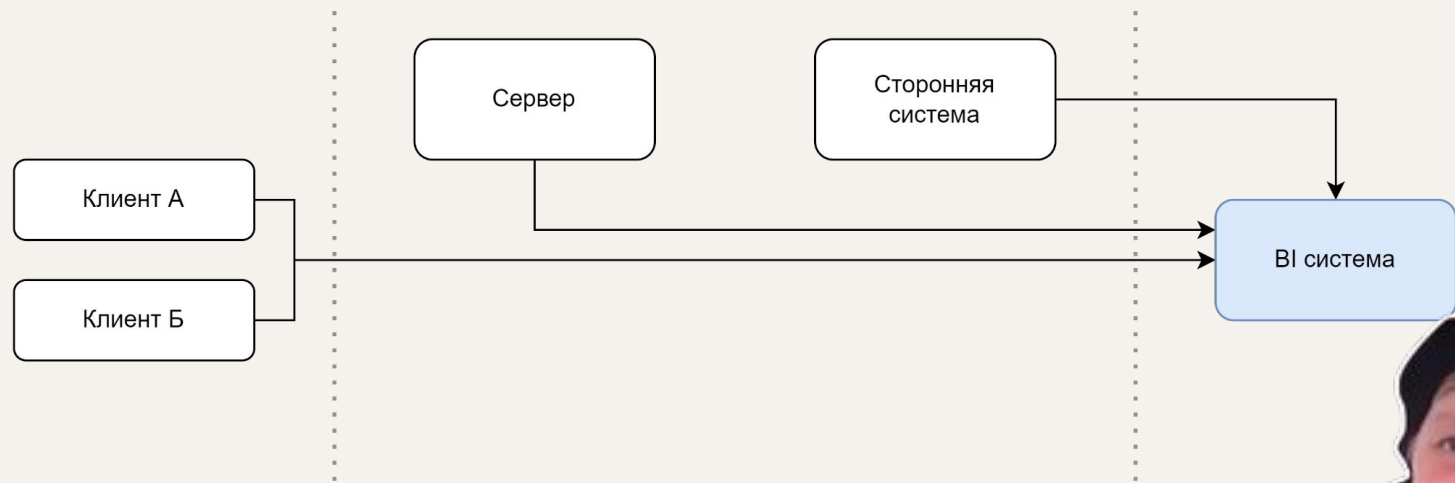 Сервер
Сторонняя
система
Клиент А
Клиент Б
BI система